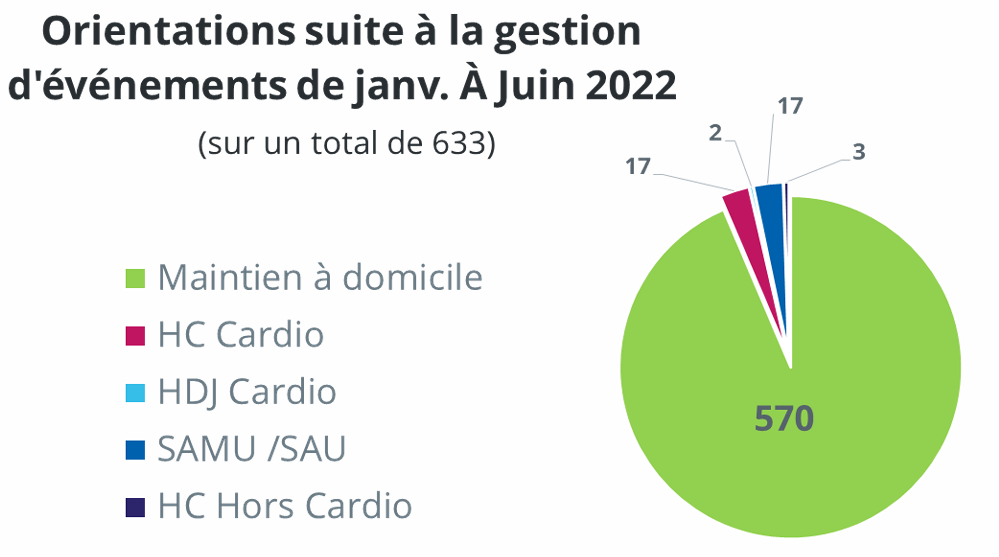 Orientations suite à la gestion
d'événements de janv. À Juin 2022
(sur un total de 633)
17
2
17
3
Maintien à domicile
HC Cardio
HDJ Cardio
SAMU /SAU
HC Hors Cardio
570